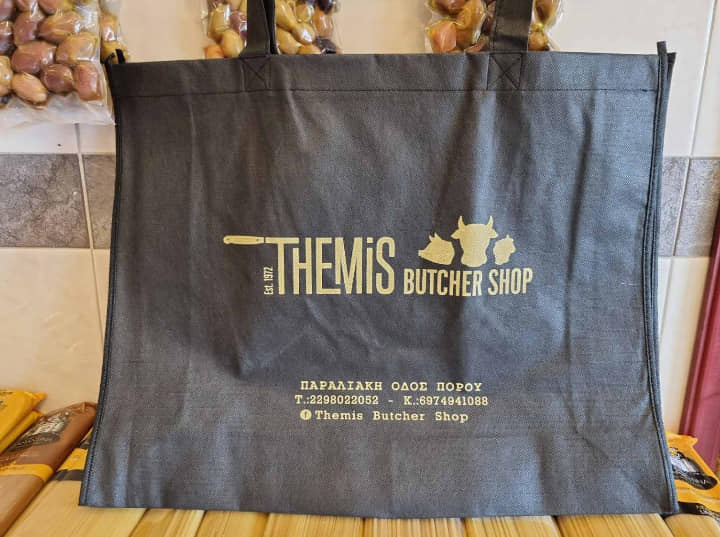 Est. 1972
THEMiS BUTCHER SHOP
ΠΑΡΑΛΙΑΚΗ ΟΔΟΣ ΠΟΡΟΥ
Τ.:2298022052 - Κ.:6974941088
Themis Butcher Shop